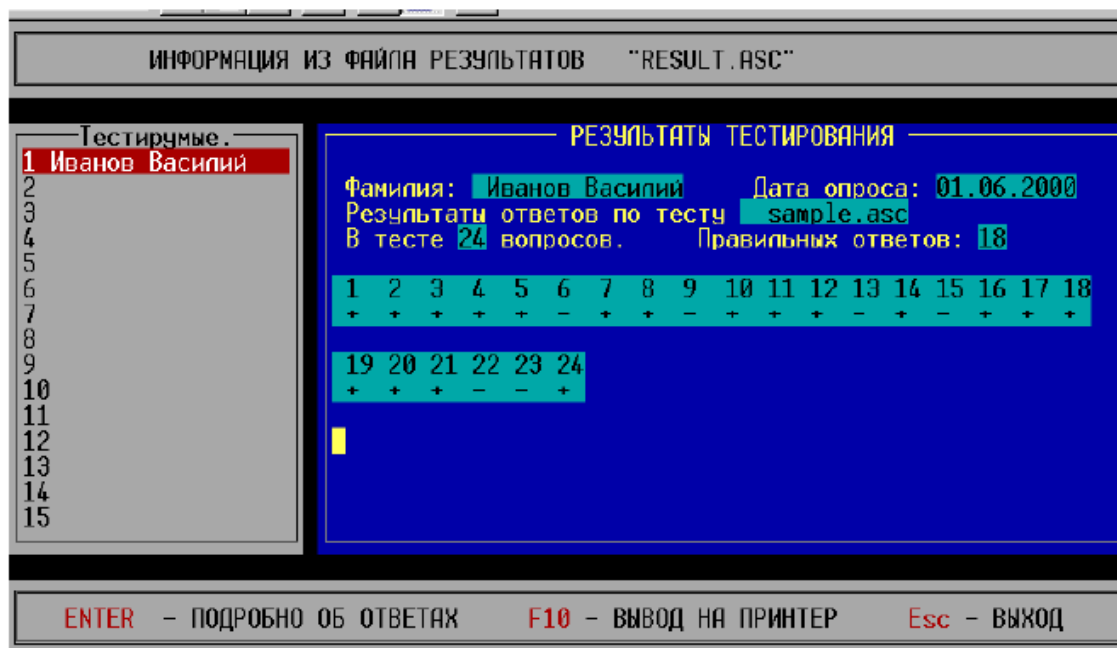 ИНФОРМАЦИЯ ИЗ ФАЙЛА РЕЗУЛЬТАТОВ "RESULT.ASC"
Тестирумые.
1 Иванов Василий
2
3
4
5
6
7
8
9
10
11
12
13
14
15
РЕЗУЛЬТАТЫ ТЕСТИРОВАНИЯ
Фамилия: Иванов Василий Дата опроса: 01.06.2000
Результаты ответов по тесту sample.asc
В тесте 24 вопросов. Правильных ответов: 18
1 2 3 4 5 6 7 8 9 10 11 12 13 14 15 16 17 18
+ + + + + - + + - + + + - + - + + +
19 20 21 22 23 24
+ + + - - +
ENTER - ПОДРОБНО ОБ ОТВЕТАХ F10 - ВЫВОД НА ПРИНТЕР Esc - ВЫХОД